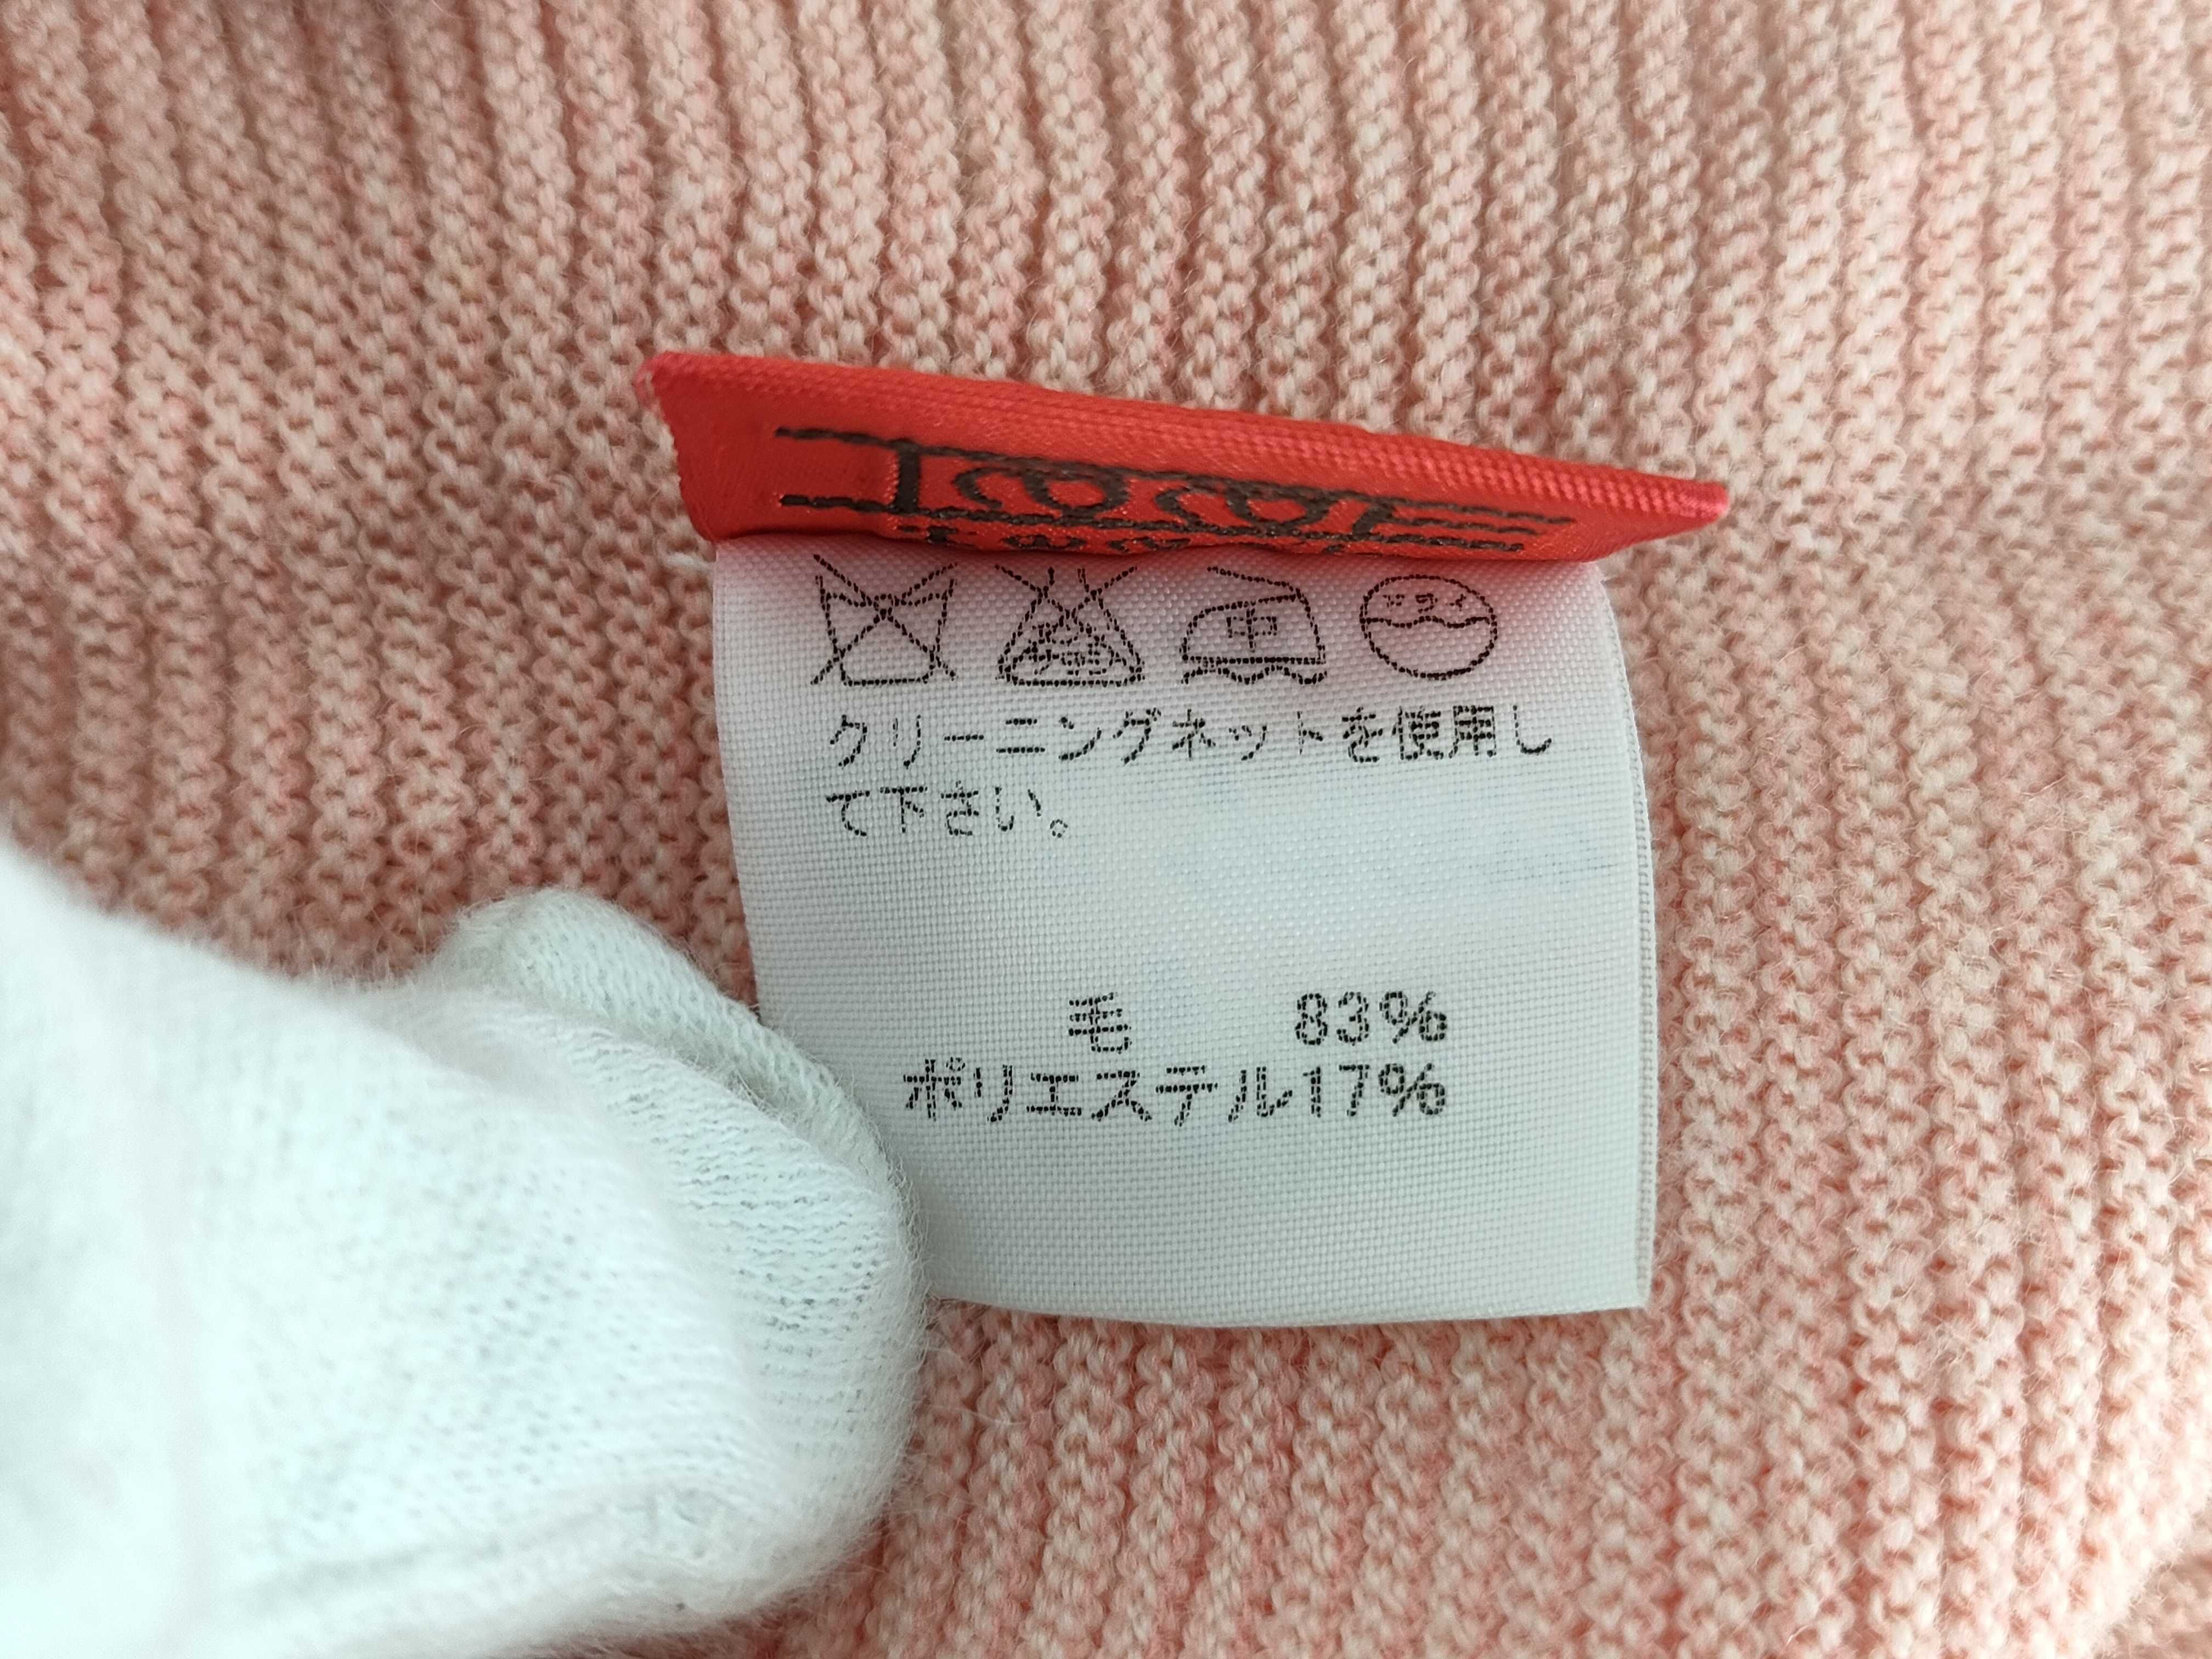 中 ドライ
クリーニングネットを使用し
て下さい。
毛 83%
ポリエステル17%